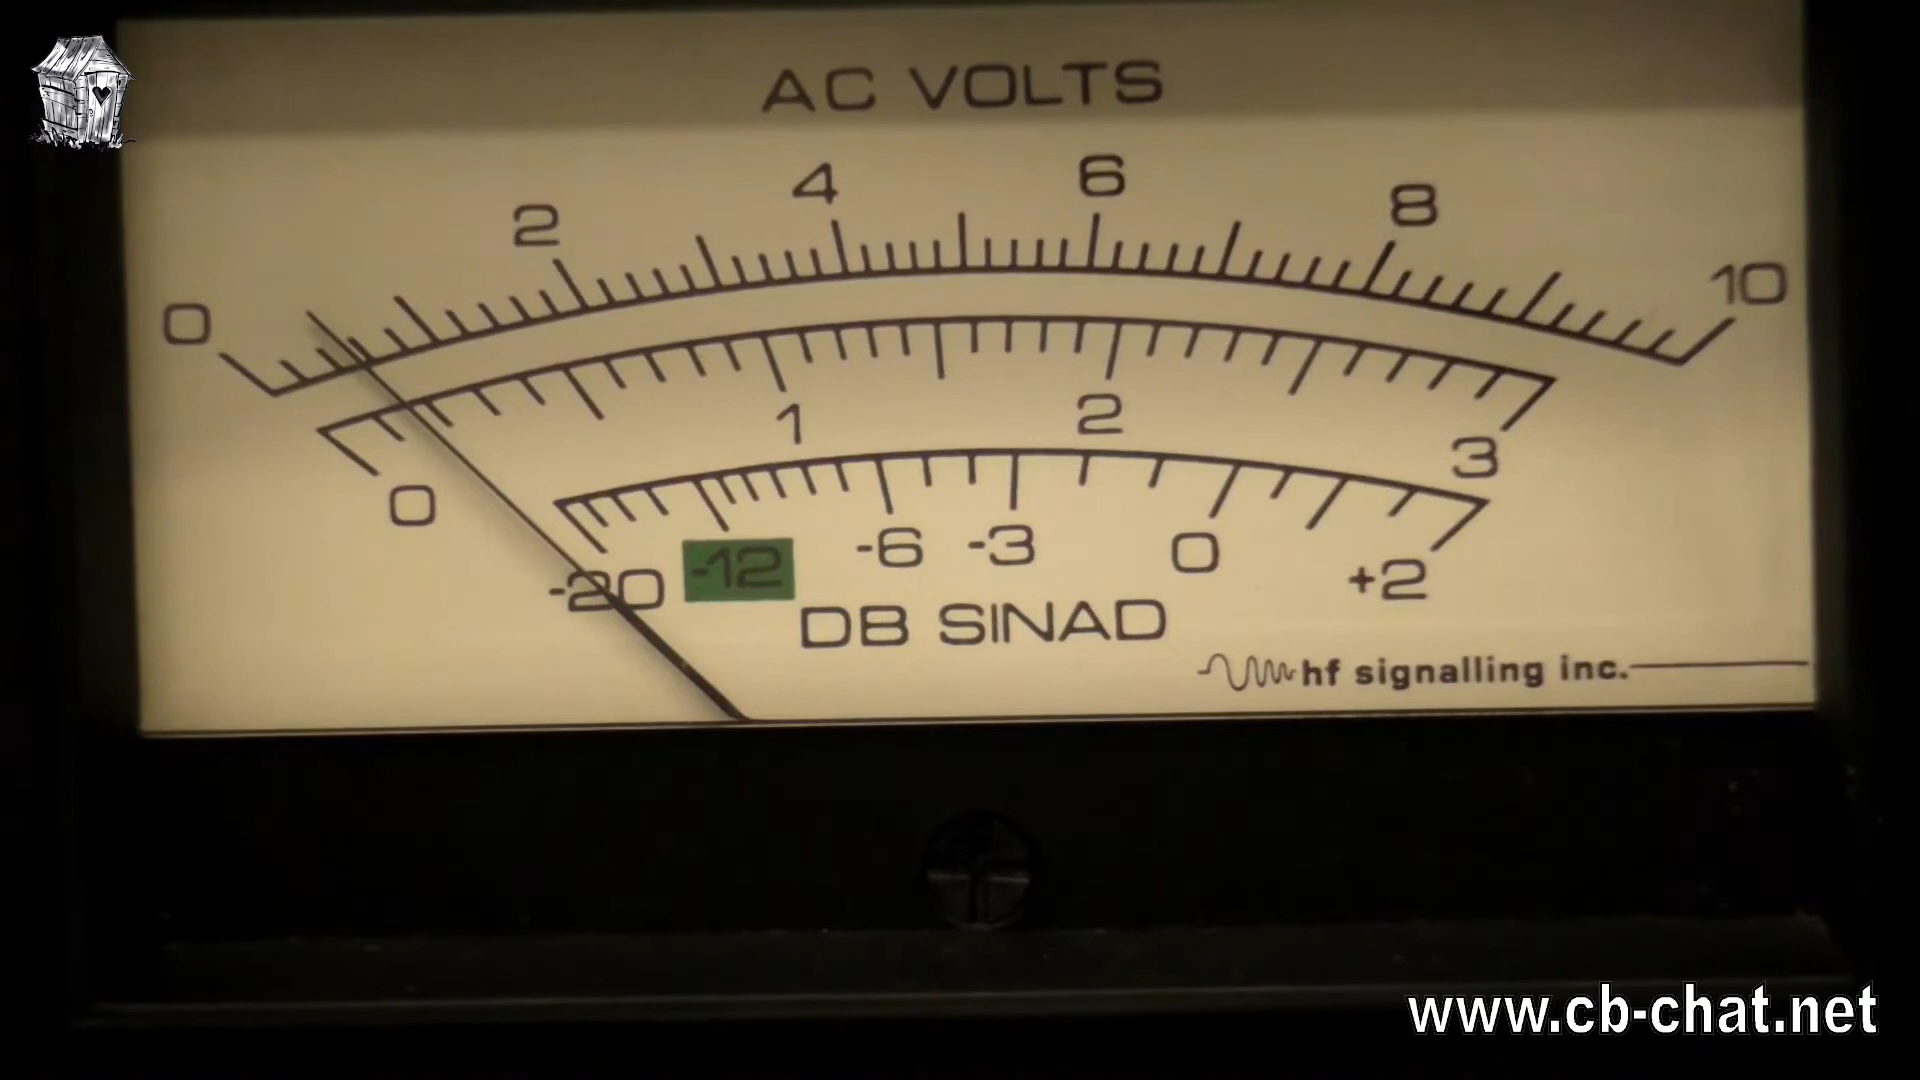 AC VOLTS
0 2 4 6 8 10
0 1 2 3
-20 -12 -6 -3 0 +2
DB SINAD
hf signalling inc.
www.cb-chat.net